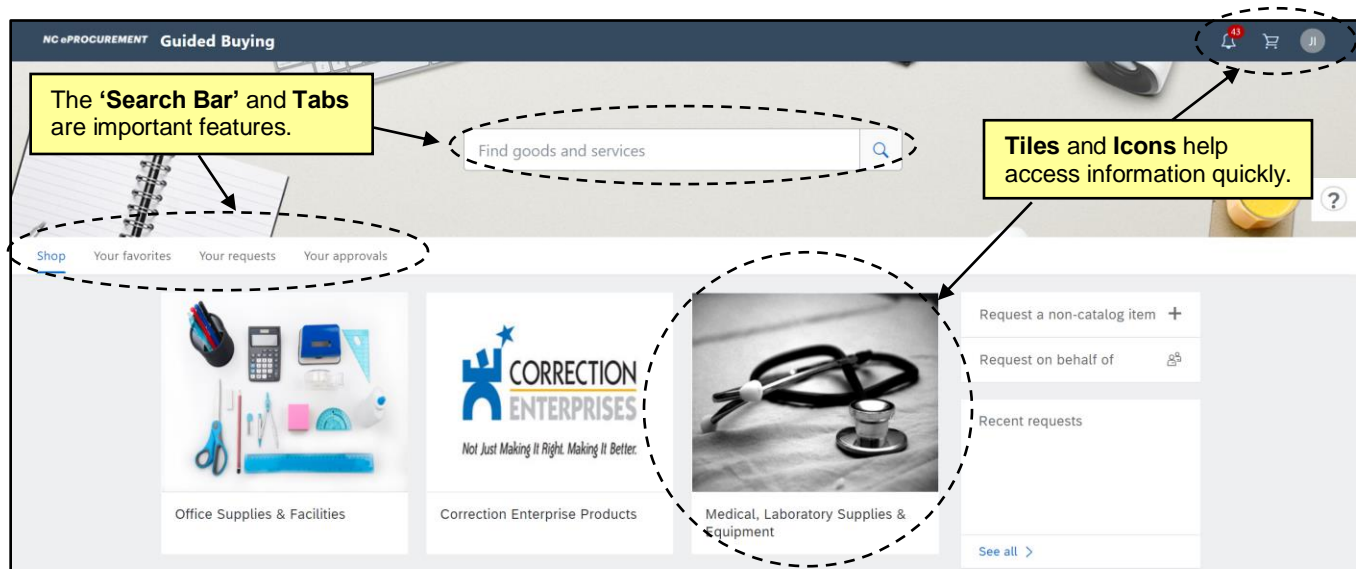 NC ePROCUREMENT Guided Buying
43
JI
The ‘Search Bar’ and Tabs
are important features.
Find goods and services
Tiles and Icons help
access information quickly.
?
Shop Your favorites Your requests Your approvals
Request a non-catalog item +
Request on behalf of
CORRECTION
ENTERPRISES
Not Just Making It Right. Making It Better.
Recent requests
Office Supplies & Facilities
Correction Enterprise Products
Medical, Laboratory Supplies &
Equipment
See all >